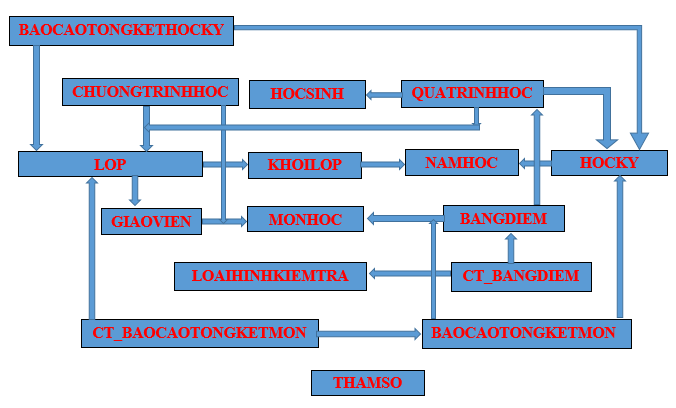 BAOCAOTONGKETHOCKY
CHUONGTRINHHOC
HOCSINH
QUATRINHHOC
LOP
KHOILOP
NAMHOC
HOCKY
GIAOVIEN
MONHOC
BANGDIEM
LOAIHINHKIEMTRA
CT_BANGDIEM
CT_BAOCAOTONGKETMON
BAOCAOTONGKETMON
THAMSO